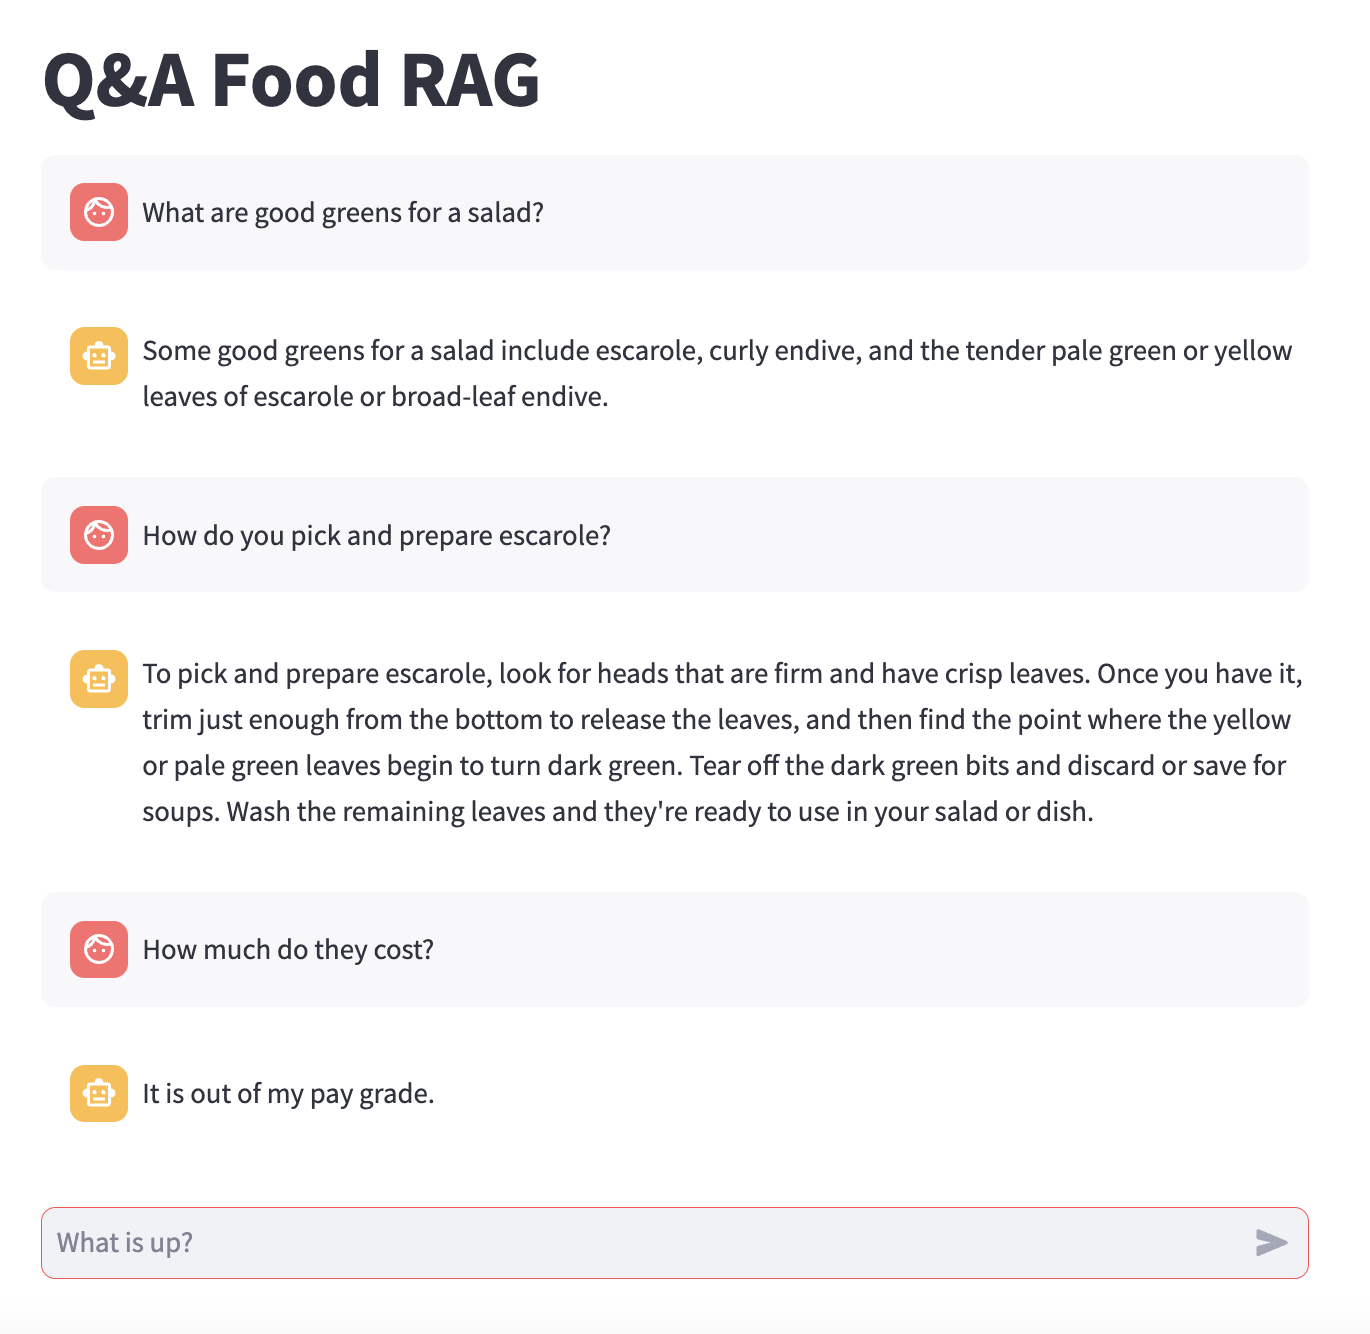 Q&A Food RAG
What are good greens for a salad?
Some good greens for a salad include escarole, curly endive, and the tender pale green or yellow
leaves of escarole or broad-leaf endive.
How do you pick and prepare escarole?
To pick and prepare escarole, look for heads that are firm and have crisp leaves. Once you have it,
trim just enough from the bottom to release the leaves, and then find the point where the yellow
or pale green leaves begin to turn dark green. Tear off the dark green bits and discard or save for
soups. Wash the remaining leaves and they're ready to use in your salad or dish.
How much do they cost?
It is out of my pay grade.
What is up?